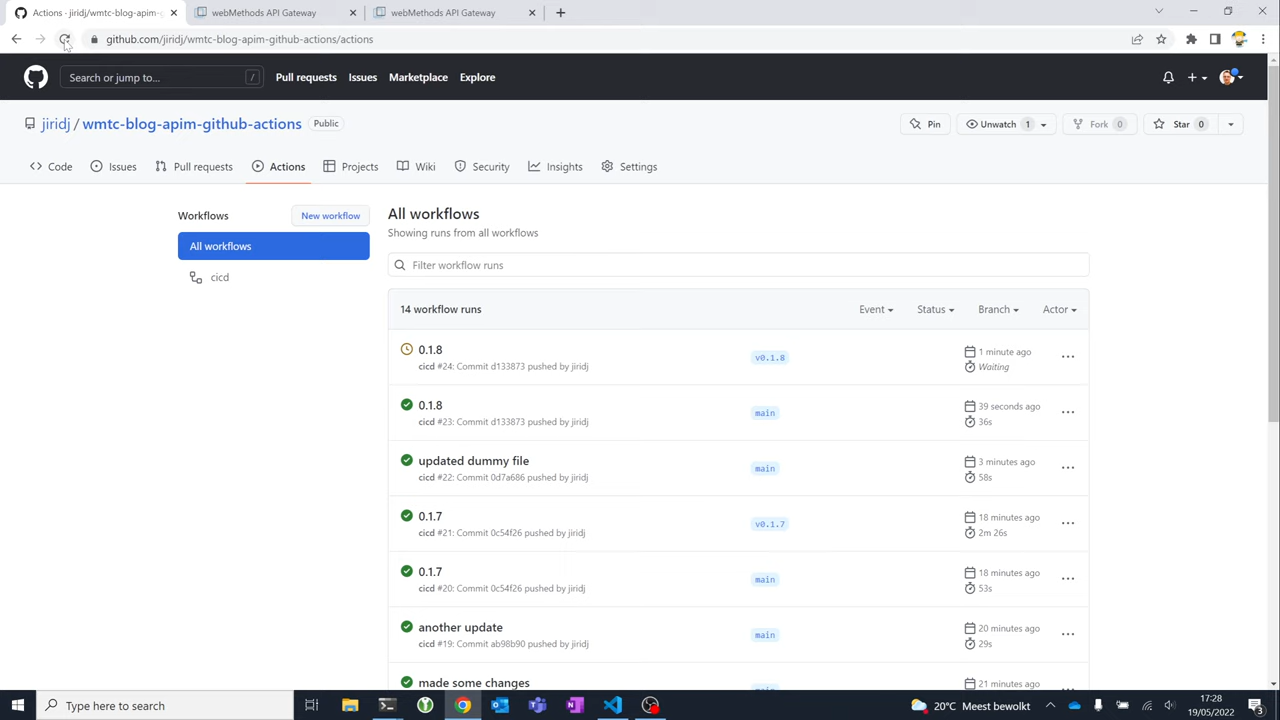 Actions - jiridj/wmtc-blog-apim-g
webMethods API Gateway
webMethods API Gateway
github.com/jiridj/wmtc-blog-apim-github-actions/actions
Search or jump to... /
Pull requests Issues Marketplace Explore
jiridj / wmtc-blog-apim-github-actions Public
Pin Unwatch 1 Fork 0 Star 0
Code Issues Pull requests Actions Projects Wiki Security Insights Settings
Workflows New workflow
All workflows
cicd
All workflows
Showing runs from all workflows
Filter workflow runs
14 workflow runs Event Status Branch Actor
0.1.8
cicd #24: Commit d133873 pushed by jiridj
v0.1.8
1 minute ago
Waiting
0.1.8
cicd #23: Commit d133873 pushed by jiridj
main
39 seconds ago
36s
updated dummy file
cicd #22: Commit 0d7a686 pushed by jiridj
main
3 minutes ago
58s
0.1.7
cicd #21: Commit 0c54f26 pushed by jiridj
v0.1.7
18 minutes ago
2m 26s
0.1.7
cicd #20: Commit 0c54f26 pushed by jiridj
main
18 minutes ago
53s
another update
cicd #19: Commit ab98b90 pushed by jiridj
main
20 minutes ago
29s
made some changes
21 minutes ago
Type here to search
20°C Meest bewolkt
17:28
19/05/2022
3